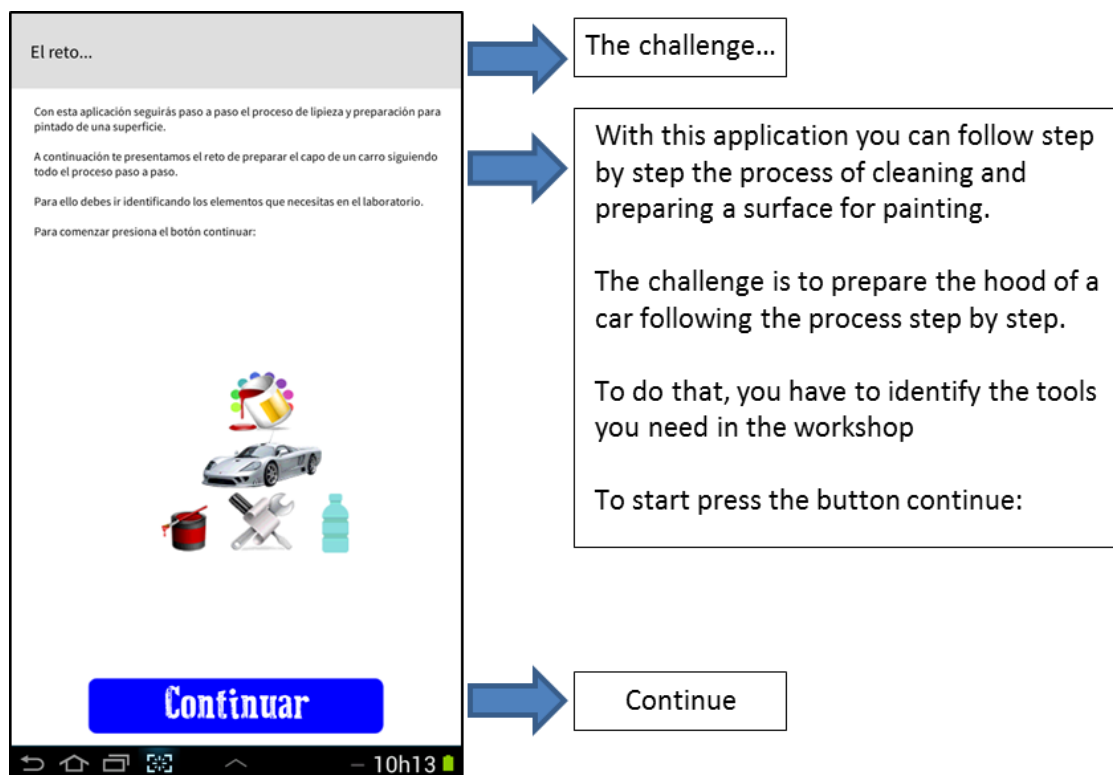 El reto...
Con esta aplicación seguirás paso a paso el proceso de lipieza y preparación para
pintado de una superficie.
A continuación te presentamos el reto de preparar el capo de un carro siguiendo
todo el proceso paso a paso.
Para ello debes ir identificando los elementos que necesitas en el laboratorio.
Para comenzar presiona el botón continuar:
Continuar
10h13
The challenge...
With this application you can follow step
by step the process of cleaning and
preparing a surface for painting.
The challenge is to prepare the hood of a
car following the process step by step.
To do that, you have to identify the tools
you need in the workshop
To start press the button continue:
Continue